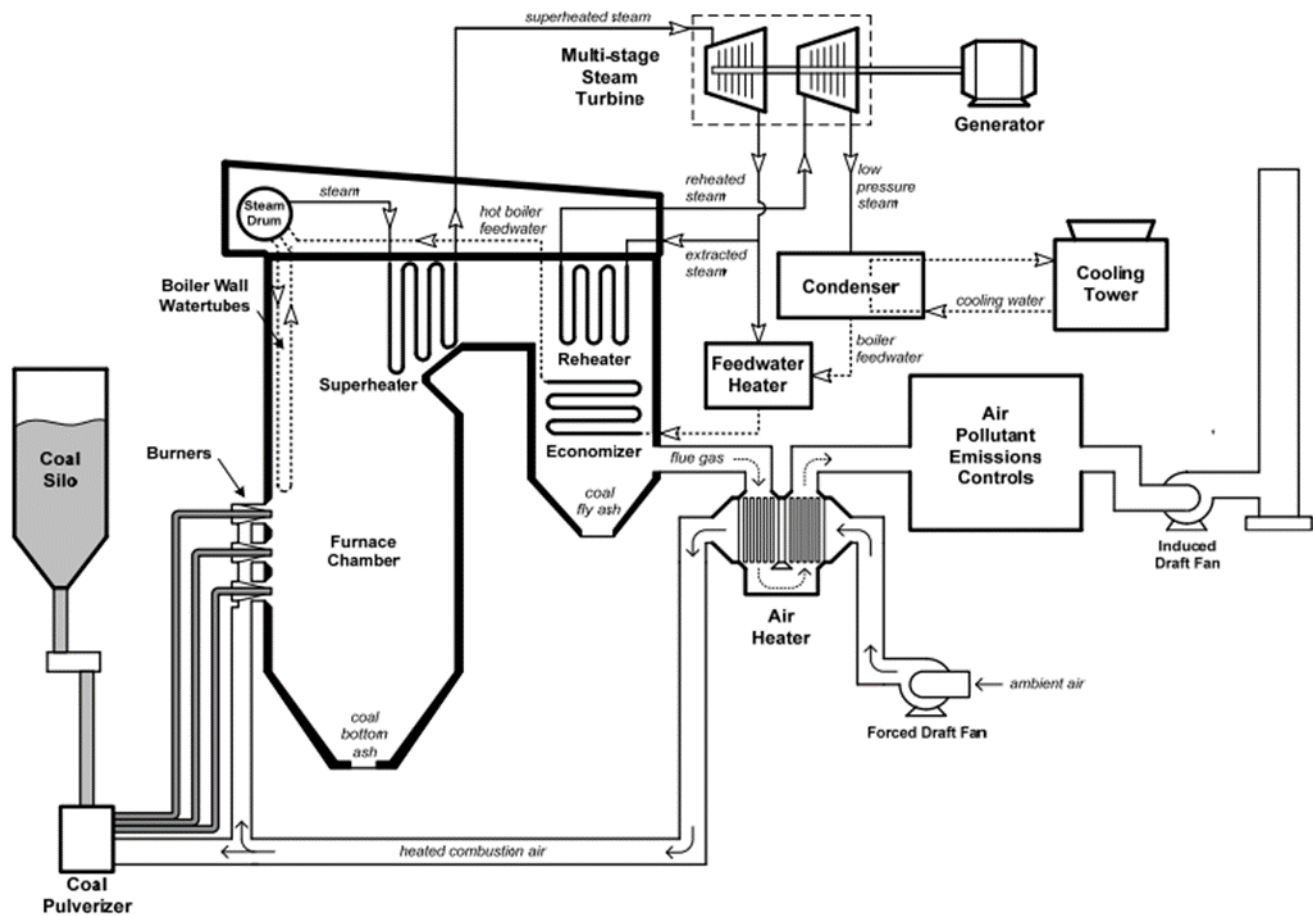 superheated steam
Multi-stage
Steam
Turbine
Generator
steam
Steam
Drum
hot boiler
feedwater
reheated
steam
low
pressure
steam
extracted
steam
Boiler Wall
Watertubes
Condenser
cooling water
Cooling
Tower
Superheater
Reheater
Feedwater
Heater
boiler
feedwater
Coal
Silo
Burners
Economizer
flue gas
Air
Pollutant
Emissions
Controls
coal
fly ash
Furnace
Chamber
Induced
Draft Fan
Air
Heater
ambient air
Forced Draft Fan
coal
bottom
ash
heated combustion air
Coal
Pulverizer